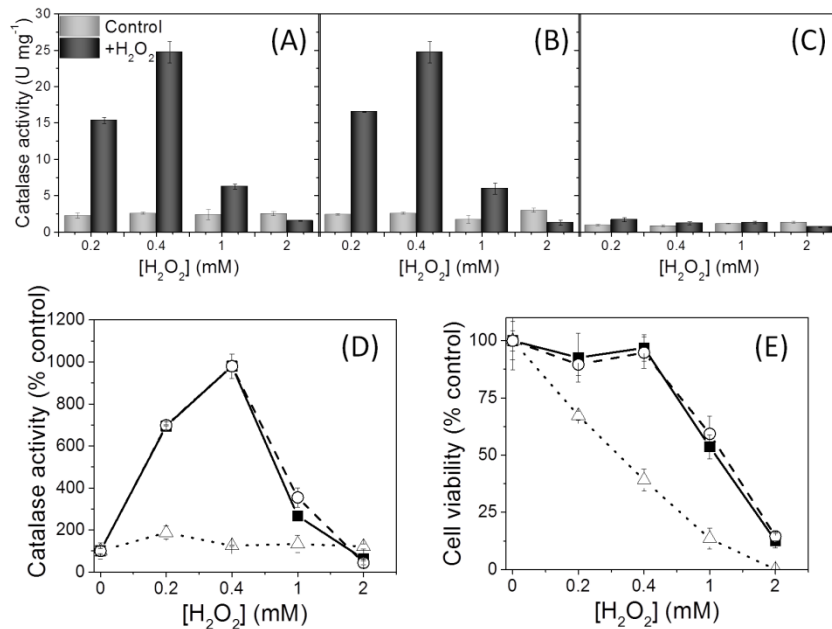 Control
+H₂O₂
(A)
(B)
(C)
Catalase activity (U mg⁻¹)
30
25
20
15
10
5
0
0.2 0.4 1 2
0.2 0.4 1 2
0.2 0.4 1 2
[H₂O₂] (mM)
[H₂O₂] (mM)
[H₂O₂] (mM)
(D)
Catalase activity (% control)
1200
1000
800
600
400
200
0
0 0.2 0.4 1 2
[H₂O₂] (mM)
(E)
Cell viability (% control)
100
75
50
25
0
0 0.2 0.4 1 2
[H₂O₂] (mM)